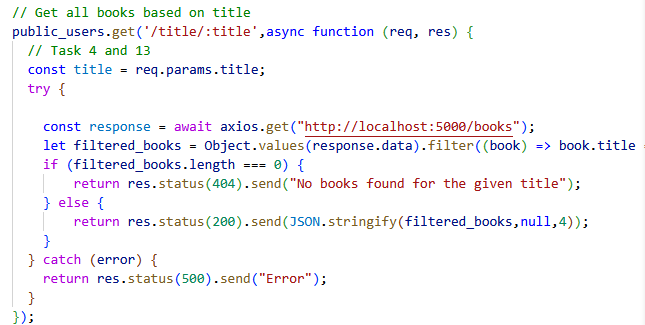 // Get all books based on title
public_users.get('/title/:title',async function (req, res) {
  // Task 4 and 13
  const title = req.params.title;
  try {

    const response = await axios.get("http://localhost:5000/books");
    let filtered_books = Object.values(response.data).filter((book) => book.title =
    if (filtered_books.length === 0) {
        return res.status(404).send("No books found for the given title");
    } else {
        return res.status(200).send(JSON.stringify(filtered_books,null,4));
    }
  } catch (error) {
    return res.status(500).send("Error");
  }
});